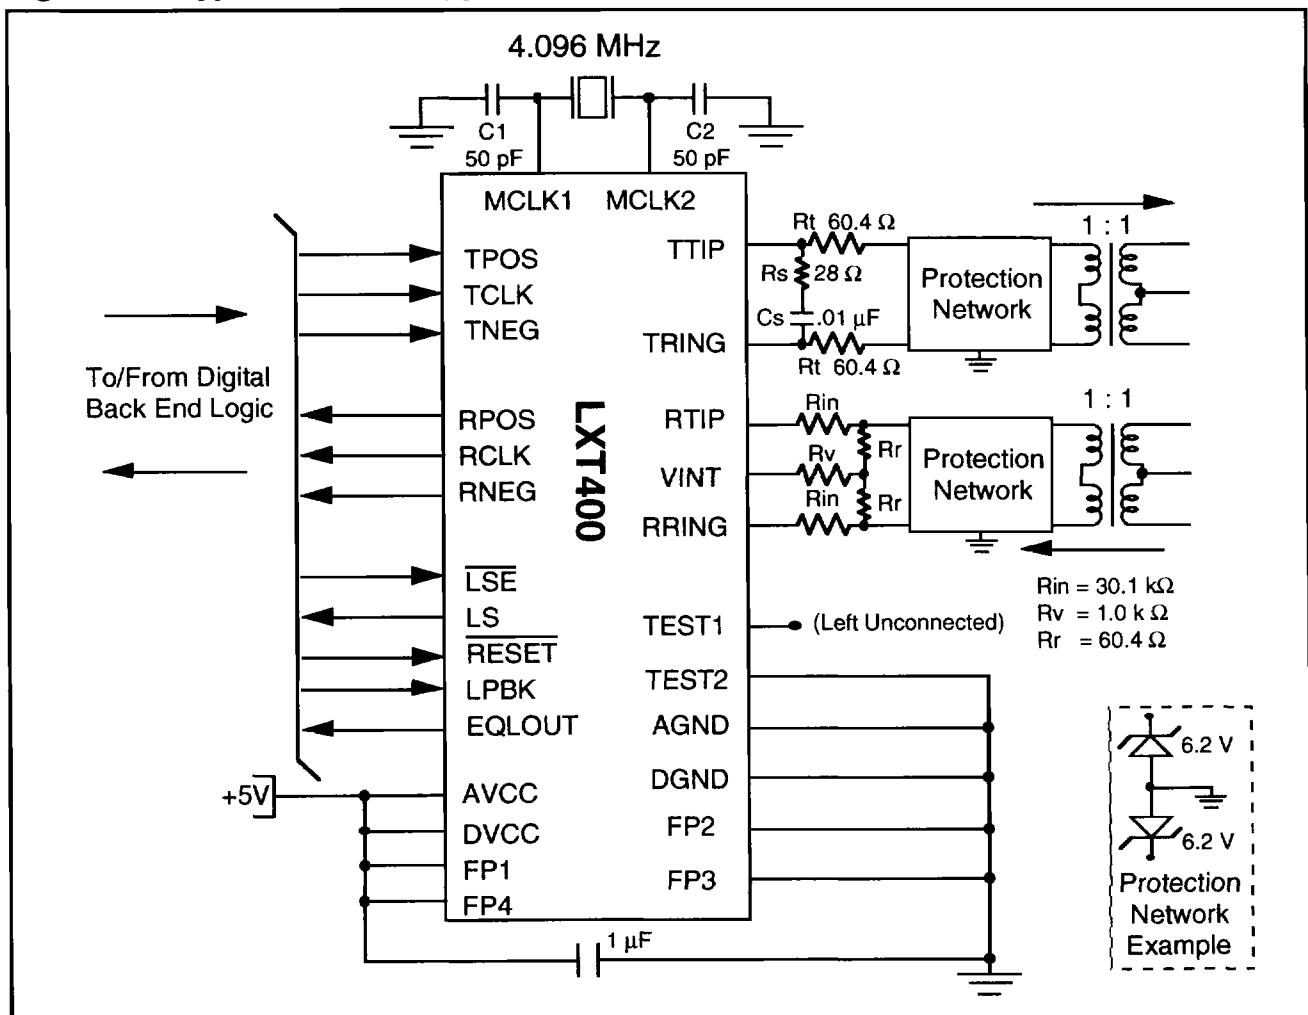 4.096 MHz
C1
50 pF
C2
50 pF
MCLK1 MCLK2
To/From Digital
Back End Logic
TPOS
TCLK
TNEG
RPOS
RCLK
RNEG
LSE
LS
RESET
LPBK
EQLOUT
+5V
AVCC
DVCC
FP1
FP4
LXT400
TTIP
TRING
RTIP
VINT
RRING
TEST1
TEST2
AGND
DGND
FP2
FP3
1 µF
Rt 60.4 Ω
Rs 28 Ω
Cs .01 µF
Rt 60.4 Ω
Protection
Network
1 : 1
Rin
Rr
Rv
Rin
Rr
Protection
Network
1 : 1
Rin = 30.1 kΩ
Rv = 1.0 k Ω
Rr = 60.4 Ω
(Left Unconnected)
6.2 V
6.2 V
Protection
Network
Example